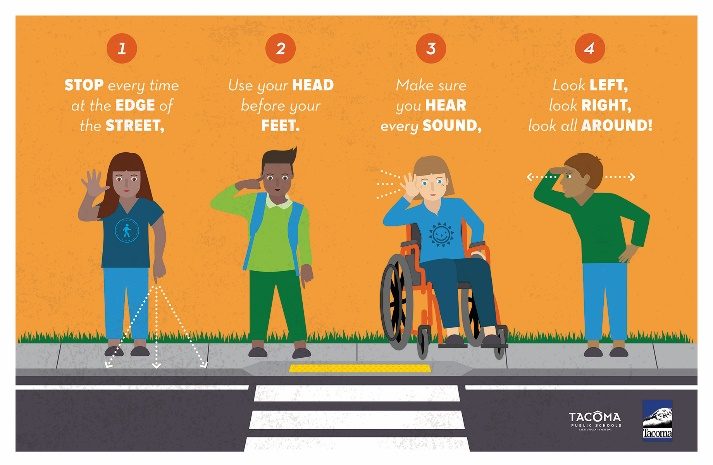 1
STOP every time
at the EDGE of
the STREET,
2
Use your HEAD
before your
FEET.
3
Make sure
you HEAR
every SOUND,
4
Look LEFT,
look RIGHT,
look all AROUND!
TACOMA
PUBLIC SCHOOLS
Tacoma